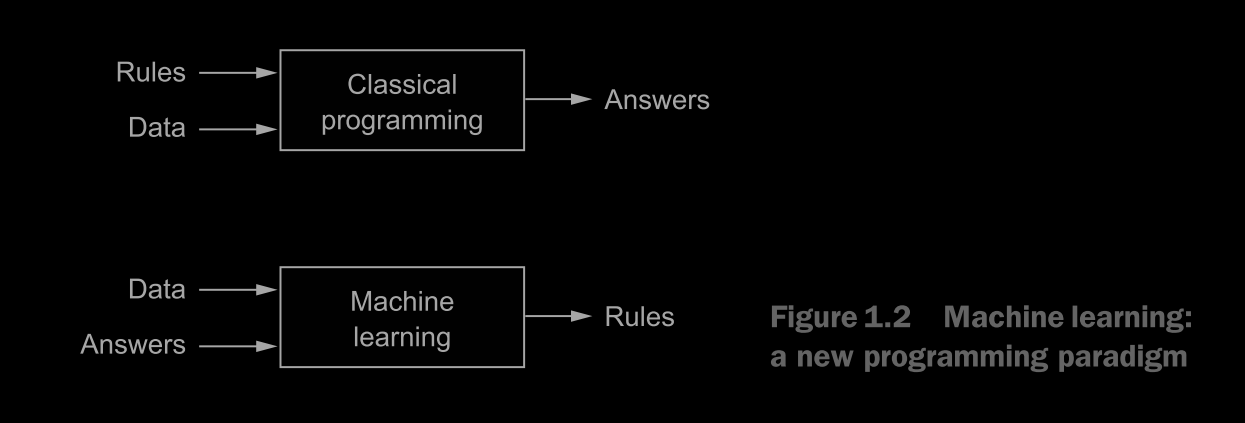 Rules
Data
Classical
programming
Answers
Data
Answers
Machine
learning
Rules
Figure 1.2 Machine learning:
a new programming paradigm